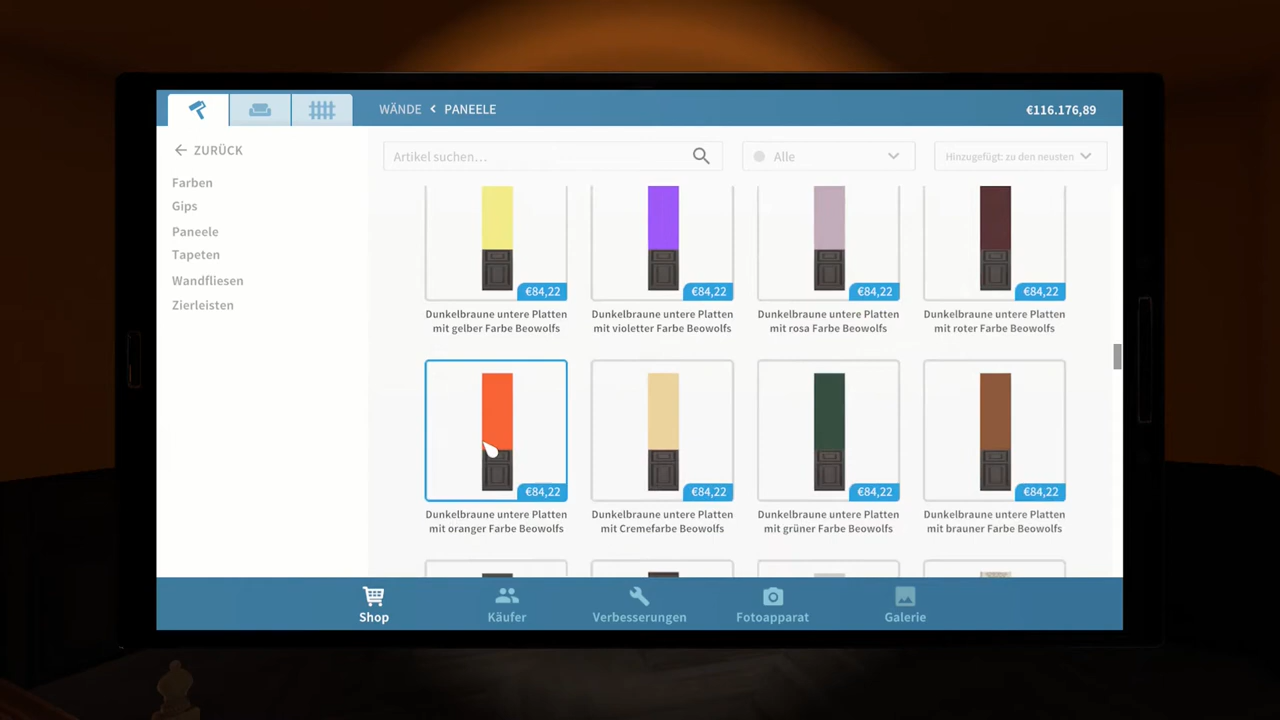 WÄNDE PANEELE
€116.176,89
ZURÜCK
Farben
Gips
Paneele
Tapeten
Wandfliesen
Zierleisten
Artikel suchen...
Alle
Hinzugefügt: zu den neusten
€84,22
€84,22
€84,22
€84,22
Dunkelbraune untere Platten
mit gelber Farbe Beowolfs
Dunkelbraune untere Platten
mit violetter Farbe Beowolfs
Dunkelbraune untere Platten
mit rosa Farbe Beowolfs
Dunkelbraune untere Platten
mit roter Farbe Beowolfs
€84,22
€84,22
€84,22
€84,22
Dunkelbraune untere Platten
mit oranger Farbe Beowolfs
Dunkelbraune untere Platten
mit Cremefarbe Beowolfs
Dunkelbraune untere Platten
mit grüner Farbe Beowolfs
Dunkelbraune untere Platten
mit brauner Farbe Beowolfs
Shop
Käufer
Verbesserungen
Fotoapparat
Galerie